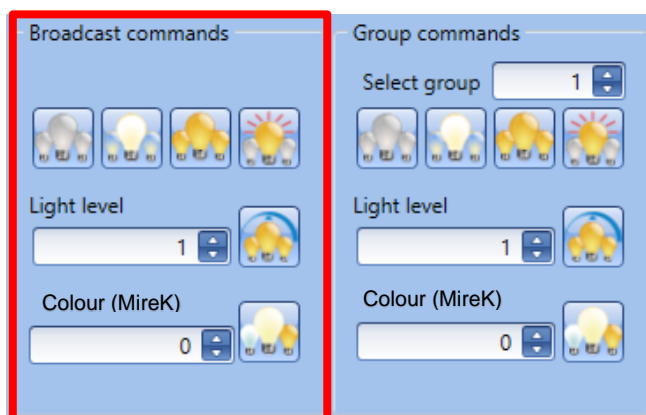 Broadcast commands
Light level
1
Colour (MireK)
0
Group commands
Select group 1
Light level
1
Colour (MireK)
0